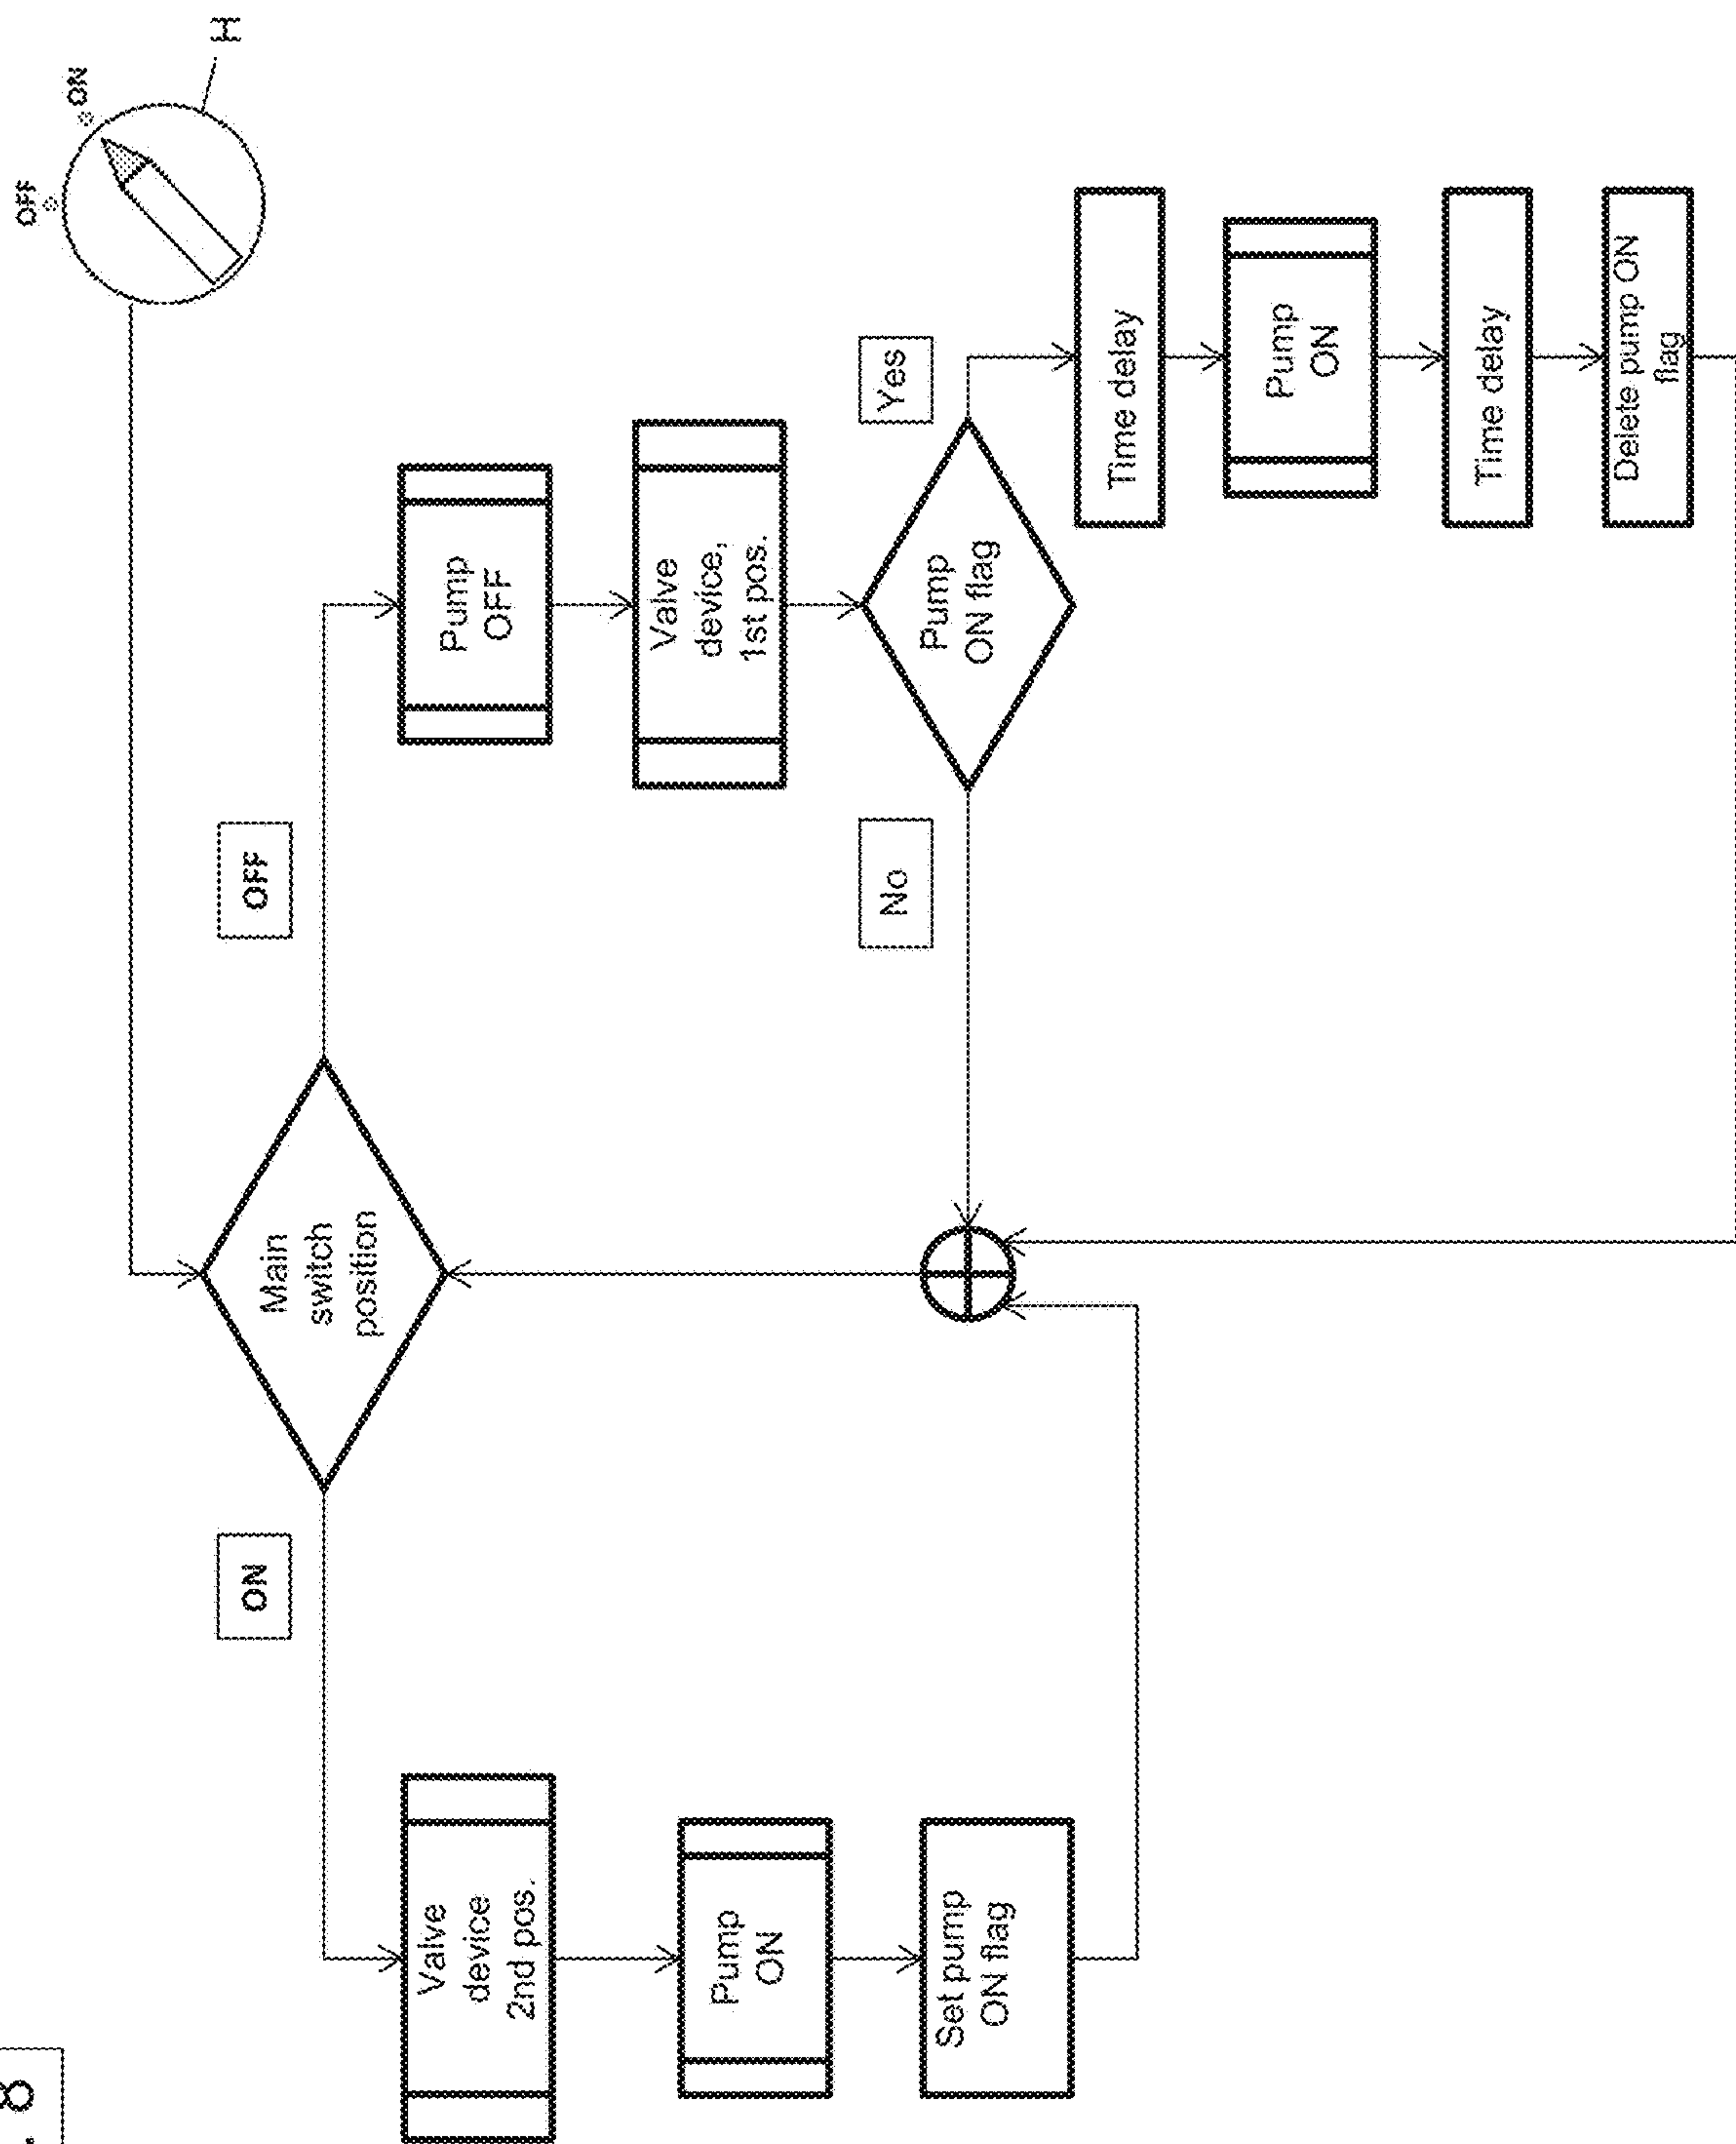 OFF
ON
H
Main
switch
position
ON
OFF
Valve
device
2nd pos.
Pump
ON
Set pump
ON flag
Pump
OFF
Valve
device,
1st pos.
Pump
ON flag
No
Yes
Time delay
Pump
ON
Time delay
Delete pump ON
flag
. 8